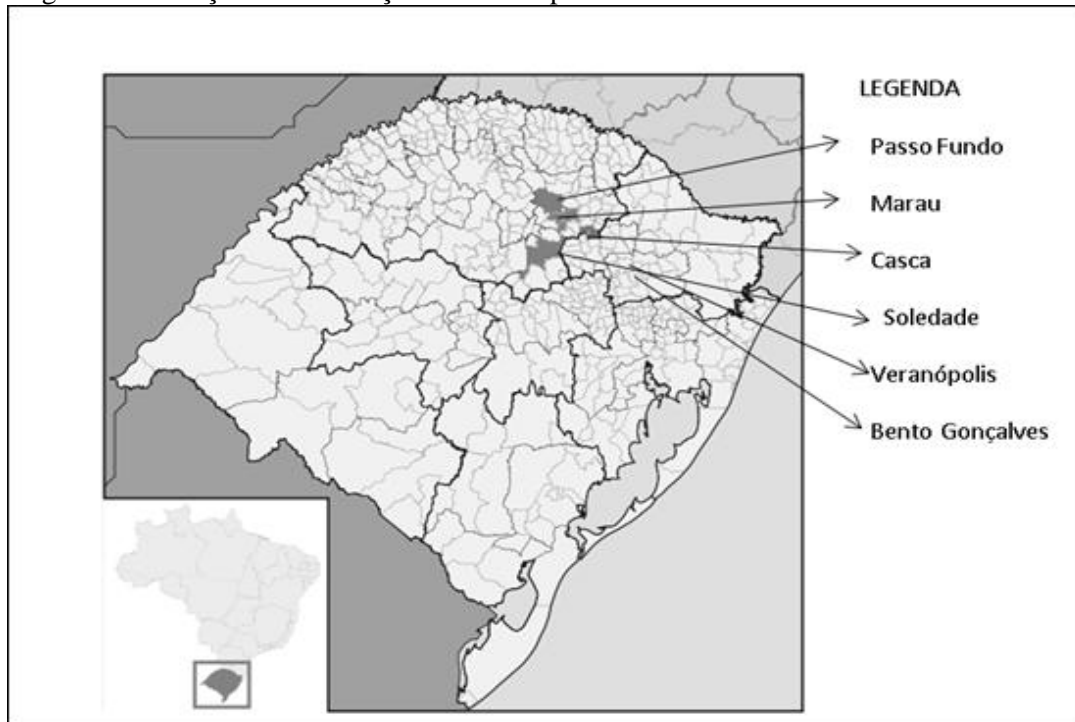 LEGENDA
Passo Fundo
Marau
Casca
Soledade
Veranópolis
Bento Gonçalves